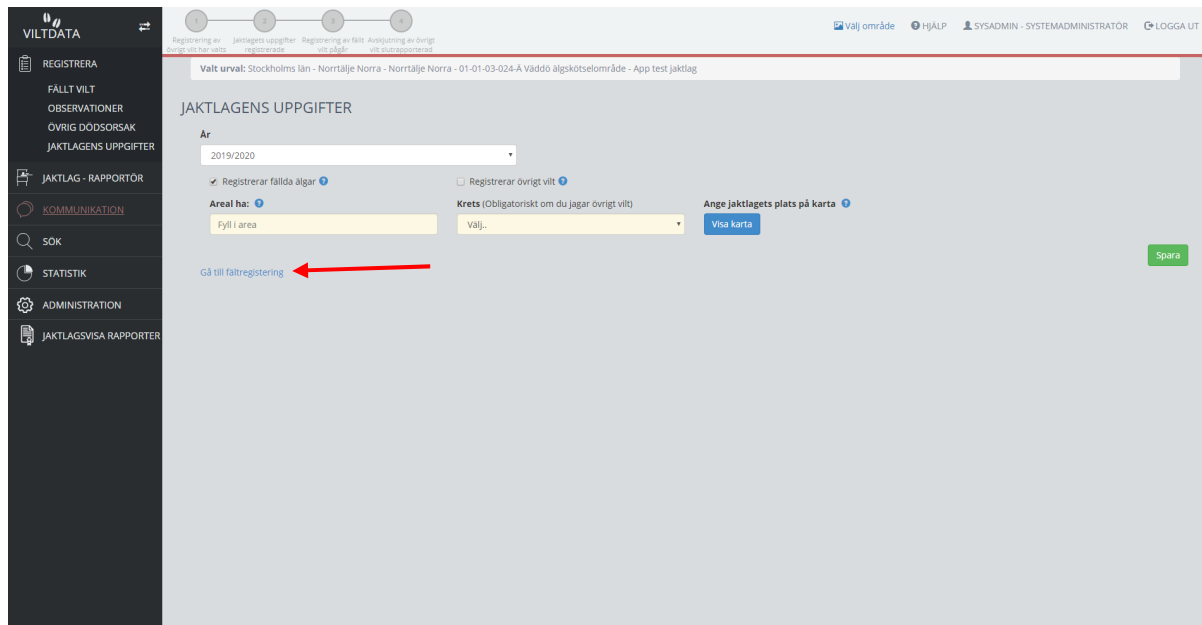 VILTDATA
REGISTRERA
FÄLLT VILT
OBSERVATIONER
ÖVRIG DÖDSORSAK
JAKTLAGENS UPPGIFTER
JAKTLAG - RAPPORTÖR
KOMMUNIKATION
SÖK
STATISTIK
ADMINISTRATION
JAKTLAGSVISA RAPPORTER
1 2 3 4
Registrering av övrigt vilt har valts
Jaktlagets uppgifter registrerade
Registrering av fällt vilt pågår
Avskjutning av övrigt vilt slutrapporterad
Välj område HJÄLP SYSADMIN - SYSTEMADMINISTRATÖR LOGGA UT
Valt urval: Stockholms län - Norrtälje Norra - Norrtälje Norra - 01-01-03-024-Ä Väddö älgskötselområde - App test jaktlag
JAKTLAGENS UPPGIFTER
År
2019/2020
Registrerar fällda älgar Registrerar övrigt vilt
Areal ha: Krets (Obligatoriskt om du jagar övrigt vilt) Ange jaktlagets plats på karta
Fyll i area Välj.. Visa karta
Spara
Gå till fältregistering